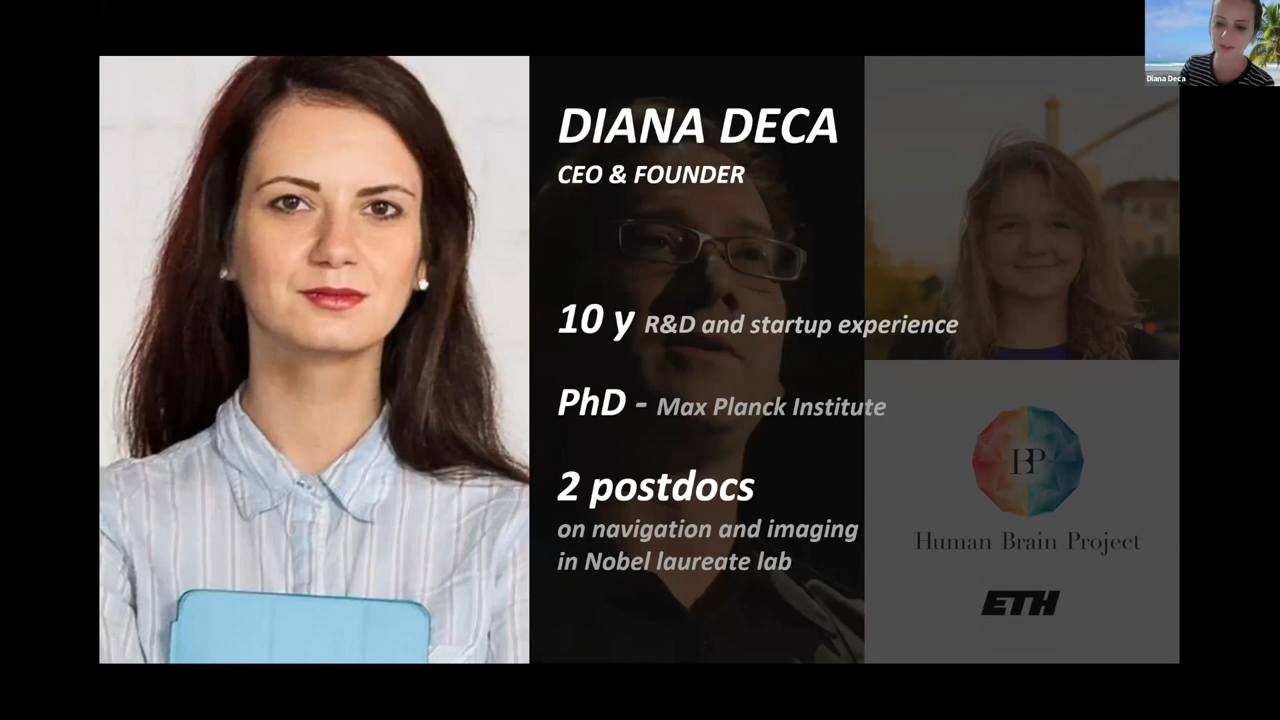 Diana Deca
DIANA DECA
CEO & FOUNDER
10 y R&D and startup experience
PhD - Max Planck Institute
2 postdocs
on navigation and imaging
in Nobel laureate lab
HBP
Human Brain Project
ETH